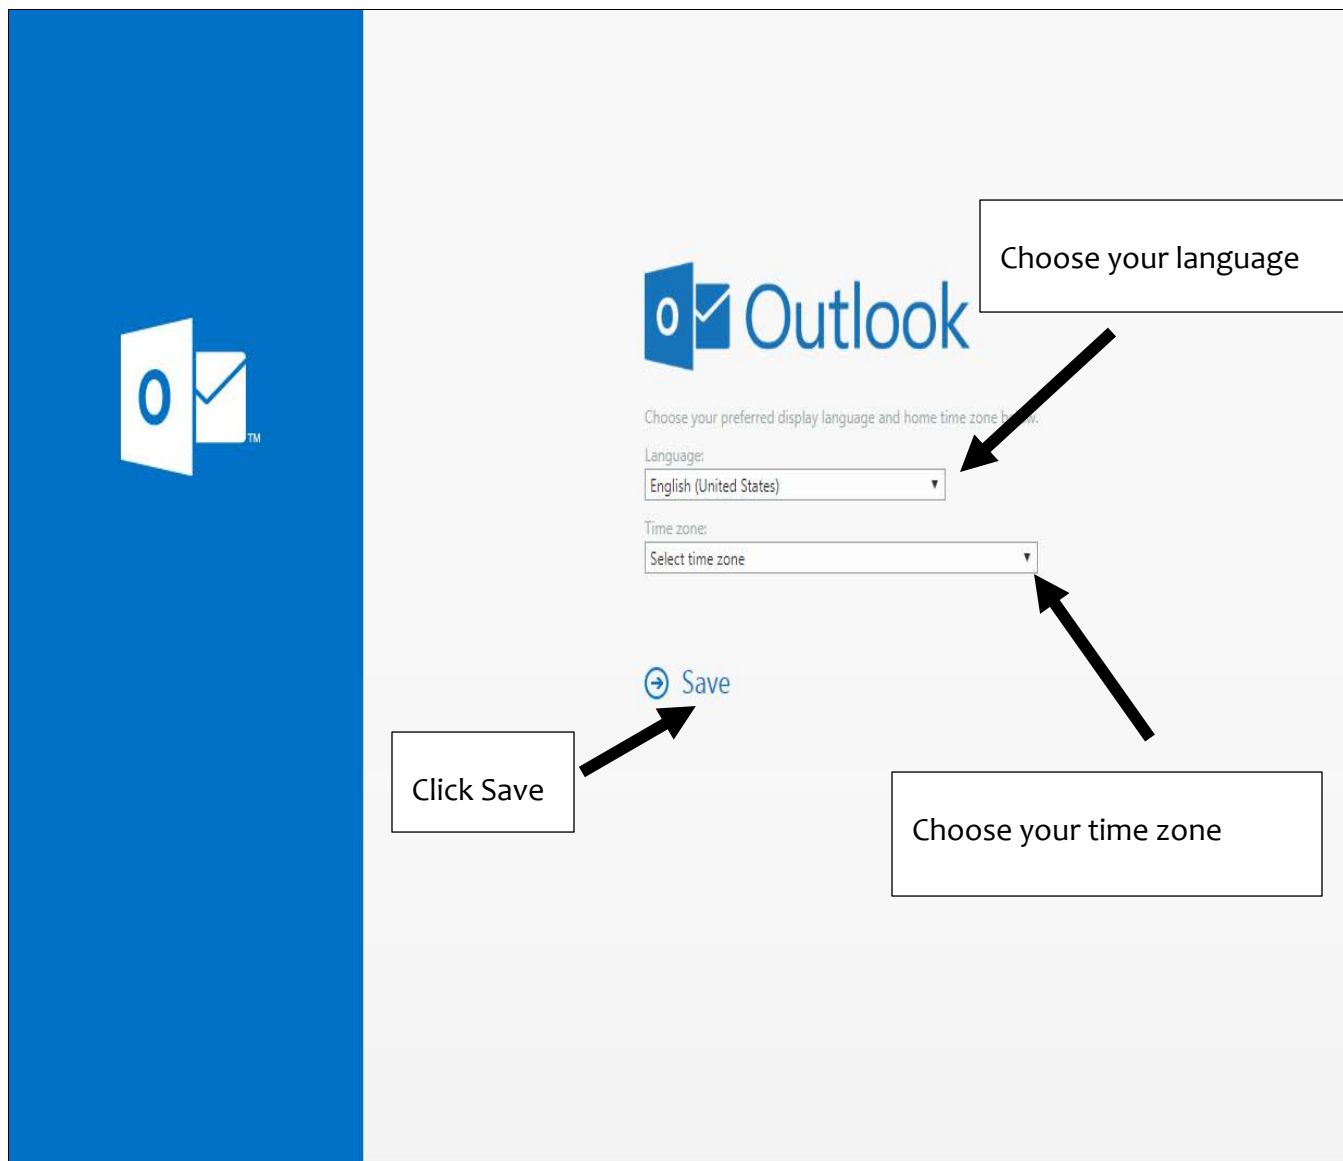 Choose your language
O Outlook
O TM
Choose your preferred display language and home time zone
Language:
English (United States)
Time zone:
Select time zone
Save
Click Save
Choose your time zone